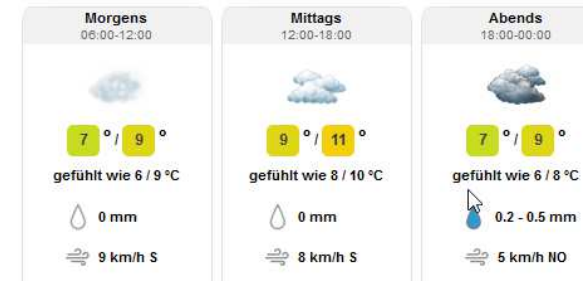 Morgens
06:00-12:00
7 ° / 9 °
gefühlt wie 6 / 9 °C
0 mm
9 km/h S
Mittags
12:00-18:00
9 ° / 11 °
gefühlt wie 8 / 10 °C
0 mm
8 km/h S
Abends
18:00-00:00
7 ° / 9 °
gefühlt wie 6 / 8 °C
0.2 - 0.5 mm
5 km/h NO